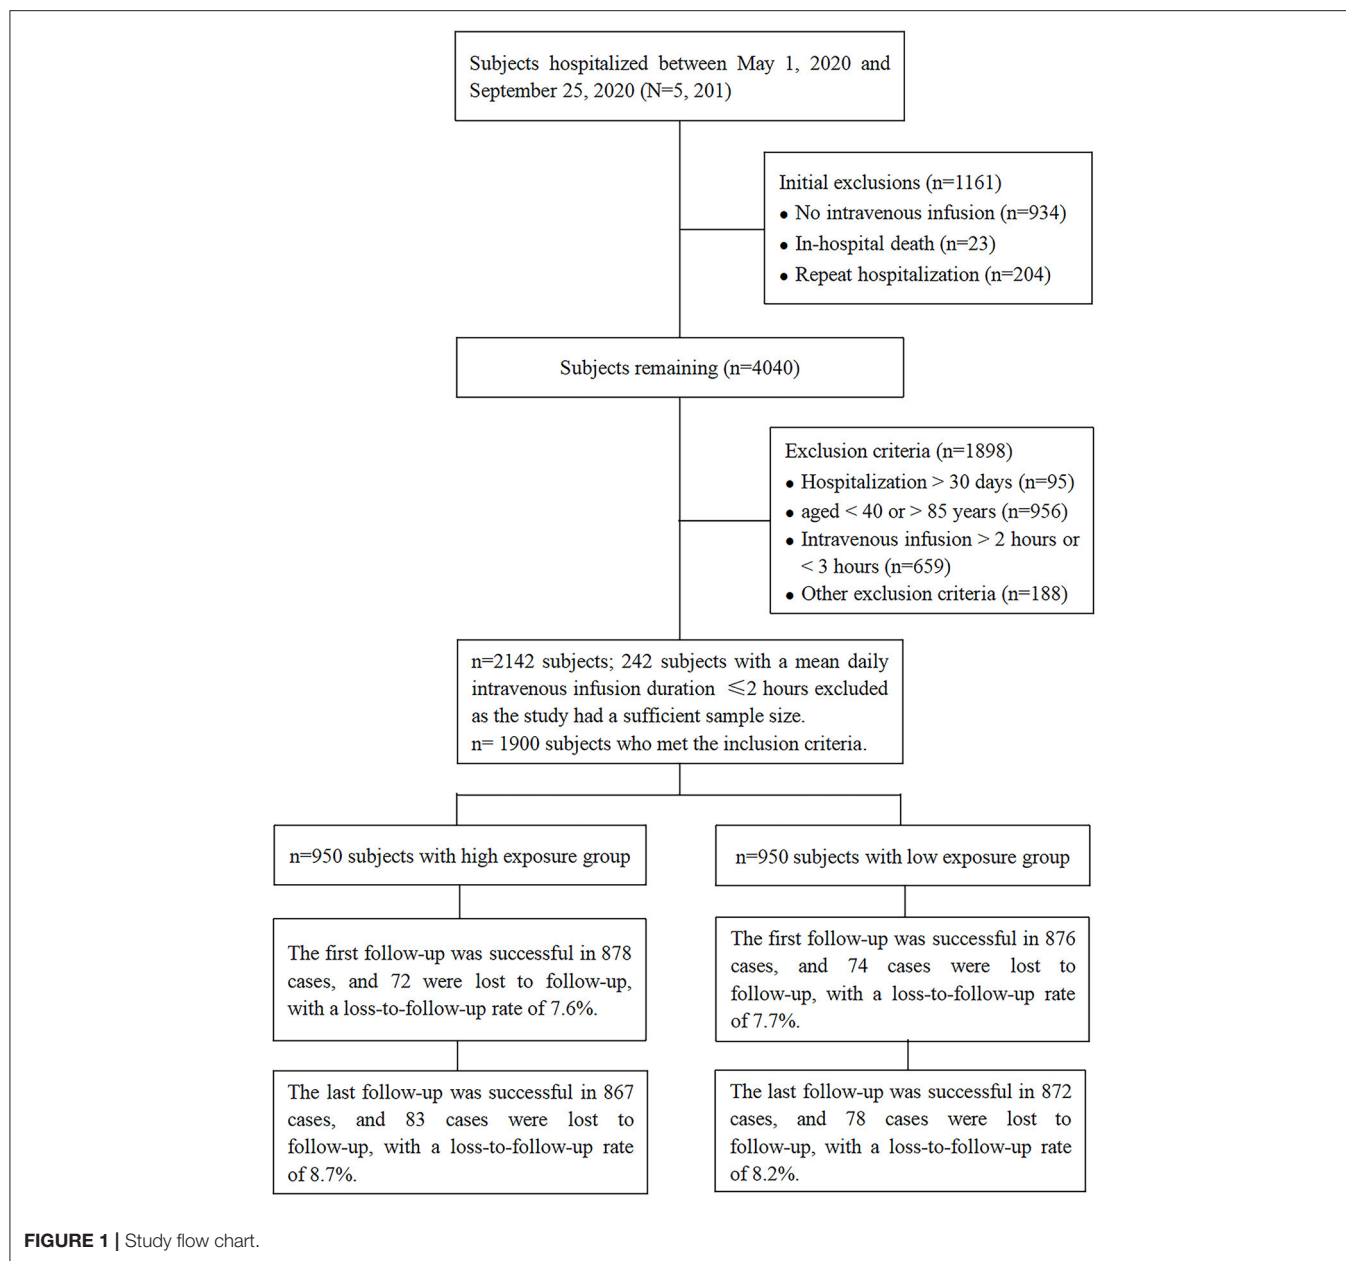 Subjects hospitalized between May 1, 2020 and
September 25, 2020 (N=5, 201)
Initial exclusions (n=1161)
● No intravenous infusion (n=934)
● In-hospital death (n=23)
● Repeat hospitalization (n=204)
Subjects remaining (n=4040)
Exclusion criteria (n=1898)
● Hospitalization > 30 days (n=95)
● aged < 40 or > 85 years (n=956)
● Intravenous infusion > 2 hours or
< 3 hours (n=659)
● Other exclusion criteria (n=188)
n=2142 subjects; 242 subjects with a mean daily
intravenous infusion duration ⩽2 hours excluded
as the study had a sufficient sample size.
n= 1900 subjects who met the inclusion criteria.
n=950 subjects with high exposure group
n=950 subjects with low exposure group
The first follow-up was successful in 878
cases, and 72 were lost to follow-up,
with a loss-to-follow-up rate of 7.6%.
The first follow-up was successful in 876
cases, and 74 cases were lost to
follow-up, with a loss-to-follow-up rate
of 7.7%.
The last follow-up was successful in 867
cases, and 83 cases were lost to
follow-up, with a loss-to-follow-up rate
of 8.7%.
The last follow-up was successful in 872
cases, and 78 cases were lost to
follow-up, with a loss-to-follow-up rate
of 8.2%.
FIGURE 1 | Study flow chart.